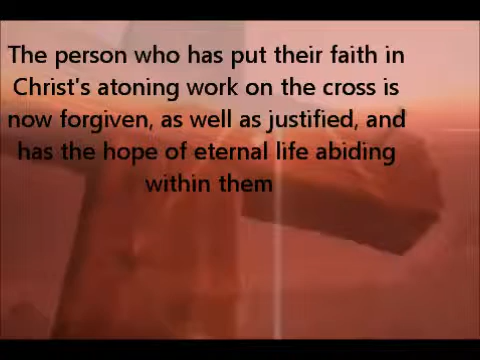 The person who has put their faith in
Christ's atoning work on the cross is
now forgiven, as well as justified, and
has the hope of eternal life abiding
within them